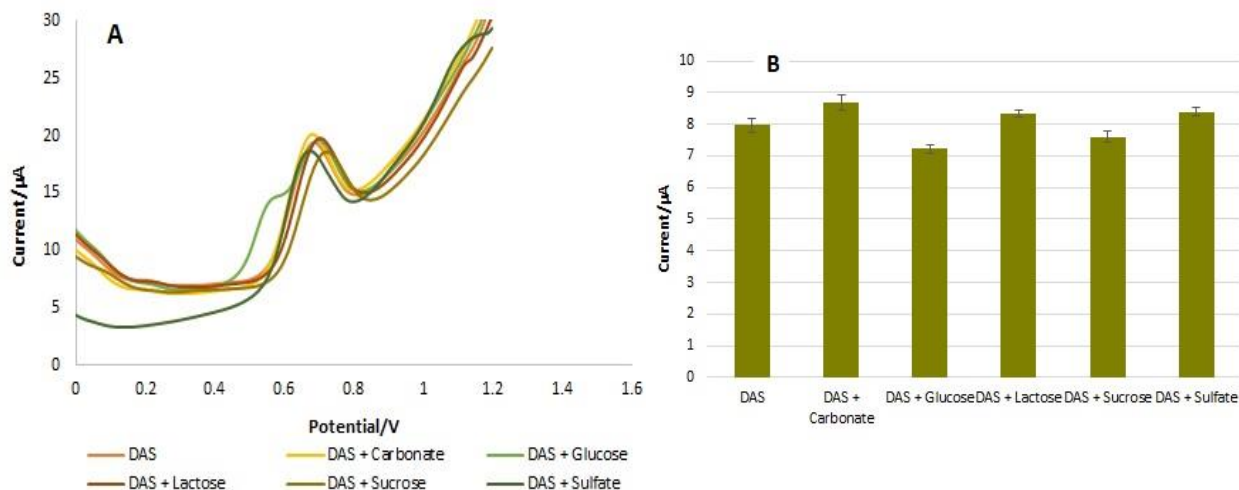 A
30
25
20
15
10
5
0
Current/µA
0 0.2 0.4 0.6 0.8 1 1.2 1.4 1.6
Potential/V
DAS DAS + Carbonate DAS + Glucose
DAS + Lactose DAS + Sucrose DAS + Sulfate
B
10
9
8
7
6
5
4
3
2
1
0
Current/µA
DAS DAS + Carbonate DAS + Glucose DAS + Lactose DAS + Sucrose DAS + Sulfate